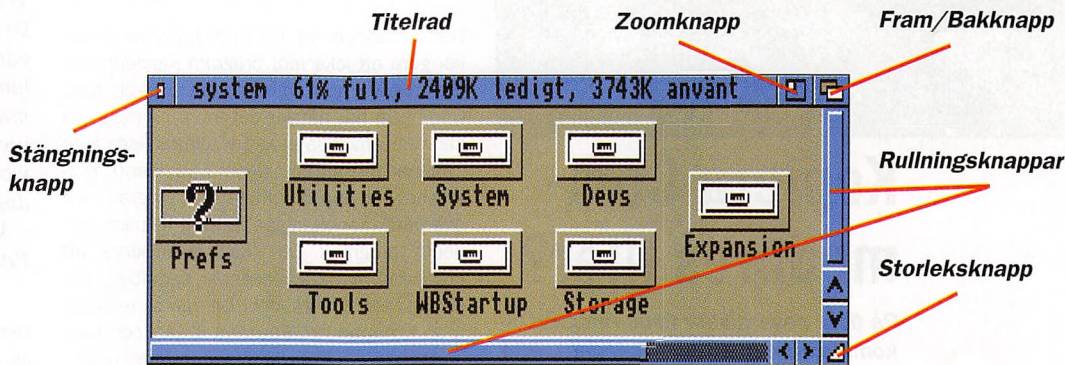 Titelrad
Zoomknapp
Fram/Bakknapp
system 61% full, 2409K ledigt, 3743K använt
Stängnings-
knapp
Utilities
System
Devs
Rullningsknappar
Prefs
Expansion
Tools
WBStartup
Storage
Storleksknapp